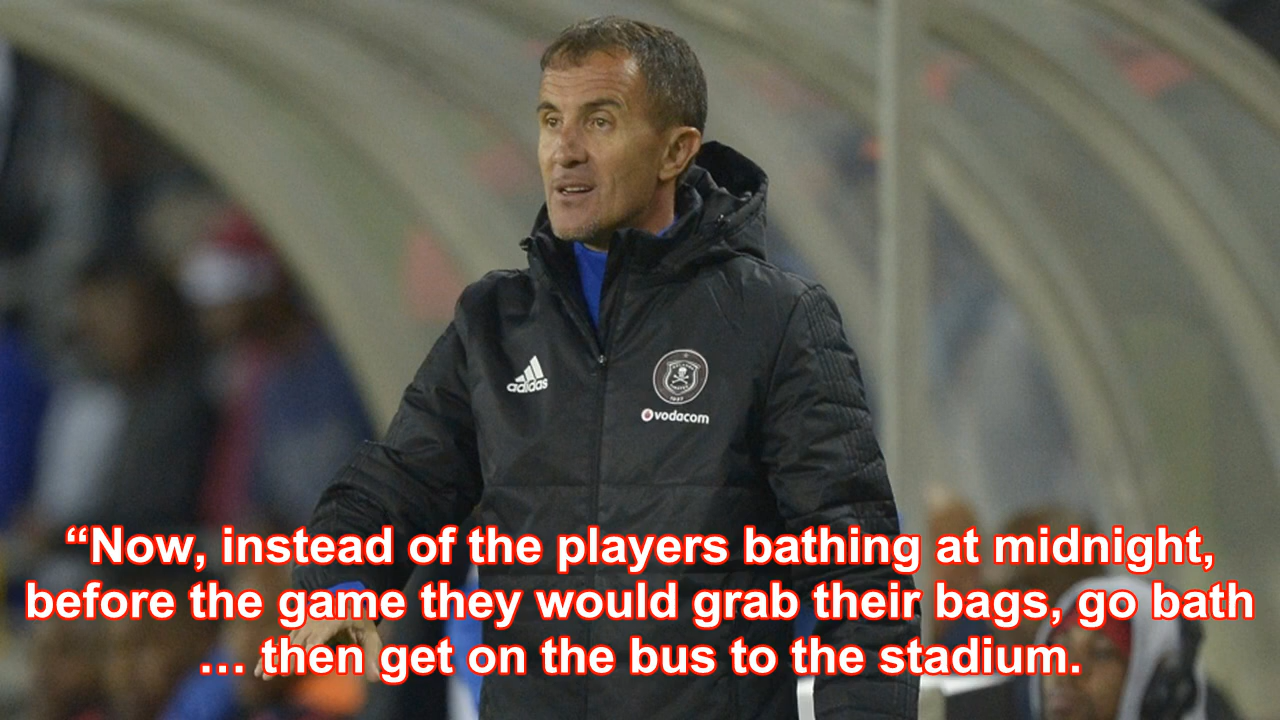 adidas
vodacom
“Now, instead of the players bathing at midnight,
before the game they would grab their bags, go bath
… then get on the bus to the stadium.